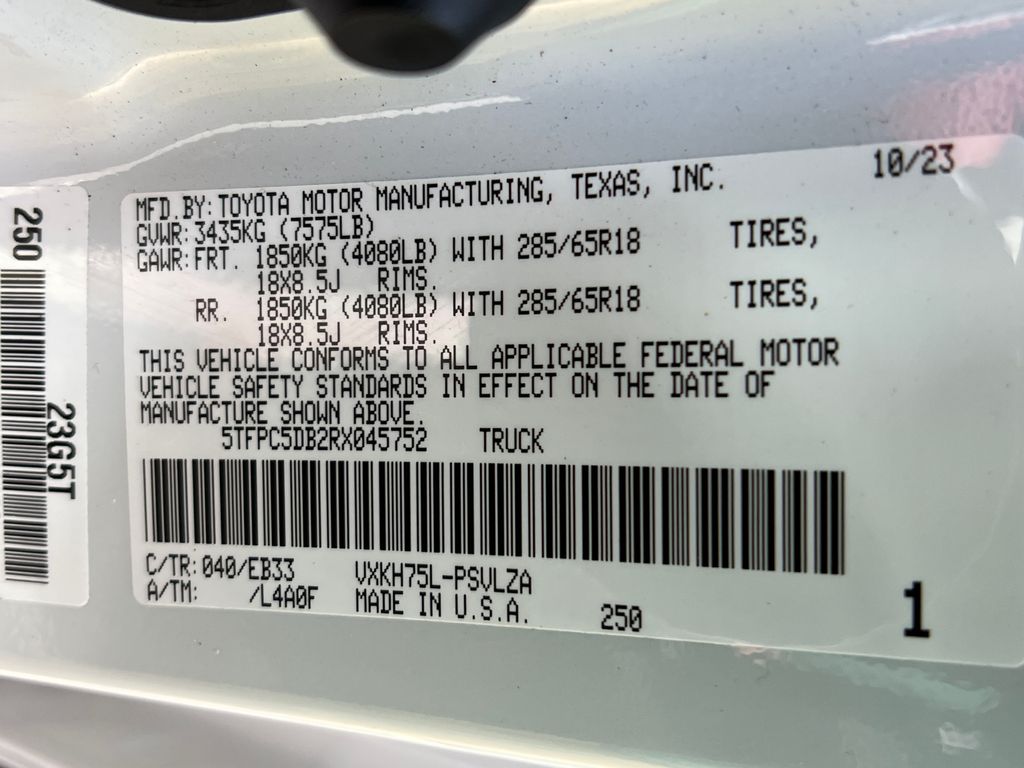 250
23G5T
10/23
MFD.BY:TOYOTA MOTOR MANUFACTURING, TEXAS, INC.
GVWR:3435KG (7575LB)
GAWR:FRT. 1850KG (4080LB) WITH 285/65R18 TIRES,
18X8.5J RIMS.
RR. 1850KG (4080LB) WITH 285/65R18 TIRES,
18X8.5J RIMS.
THIS VEHICLE CONFORMS TO ALL APPLICABLE FEDERAL MOTOR
VEHICLE SAFETY STANDARDS IN EFFECT ON THE DATE OF
MANUFACTURE SHOWN ABOVE.
5TFPC5DB2RX045752 TRUCK
C/TR:040/EB33 VXKH75L-PSVLZA
A/TM: /L4A0F MADE IN U.S.A. 250 1